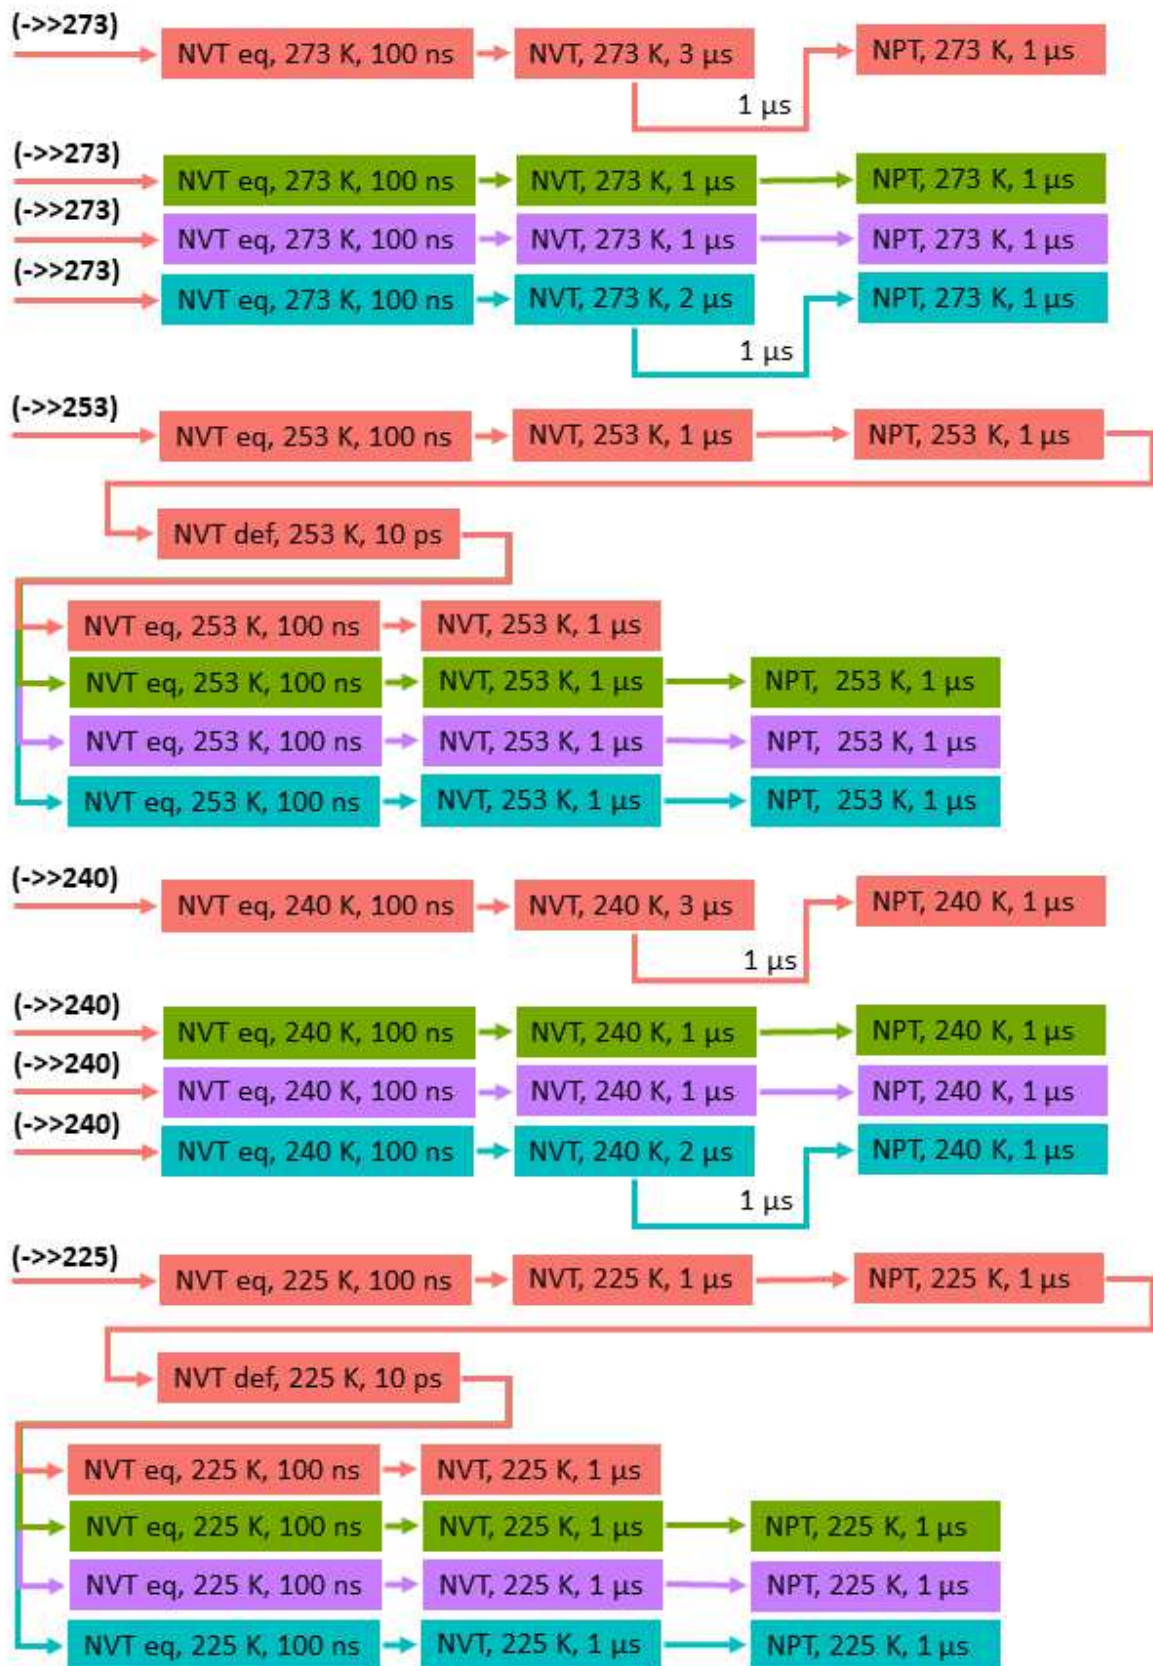 (->>273)
NVT eq, 273 K, 100 ns NVT, 273 K, 3 µs NPT, 273 K, 1 µs
1 µs
(->>273)
NVT eq, 273 K, 100 ns NVT, 273 K, 1 µs NPT, 273 K, 1 µs
(->>273)
NVT eq, 273 K, 100 ns NVT, 273 K, 1 µs NPT, 273 K, 1 µs
(->>273)
NVT eq, 273 K, 100 ns NVT, 273 K, 2 µs NPT, 273 K, 1 µs
1 µs
(->>253)
NVT eq, 253 K, 100 ns NVT, 253 K, 1 µs NPT, 253 K, 1 µs
NVT def, 253 K, 10 ps
NVT eq, 253 K, 100 ns NVT, 253 K, 1 µs
NVT eq, 253 K, 100 ns NVT, 253 K, 1 µs NPT, 253 K, 1 µs
NVT eq, 253 K, 100 ns NVT, 253 K, 1 µs NPT, 253 K, 1 µs
NVT eq, 253 K, 100 ns NVT, 253 K, 1 µs NPT, 253 K, 1 µs
(->>240)
NVT eq, 240 K, 100 ns NVT, 240 K, 3 µs NPT, 240 K, 1 µs
1 µs
(->>240)
NVT eq, 240 K, 100 ns NVT, 240 K, 1 µs NPT, 240 K, 1 µs
(->>240)
NVT eq, 240 K, 100 ns NVT, 240 K, 1 µs NPT, 240 K, 1 µs
(->>240)
NVT eq, 240 K, 100 ns NVT, 240 K, 2 µs NPT, 240 K, 1 µs
1 µs
(->>225)
NVT eq, 225 K, 100 ns NVT, 225 K, 1 µs NPT, 225 K, 1 µs
NVT def, 225 K, 10 ps
NVT eq, 225 K, 100 ns NVT, 225 K, 1 µs
NVT eq, 225 K, 100 ns NVT, 225 K, 1 µs NPT, 225 K, 1 µs
NVT eq, 225 K, 100 ns NVT, 225 K, 1 µs NPT, 225 K, 1 µs
NVT eq, 225 K, 100 ns NVT, 225 K, 1 µs NPT, 225 K, 1 µs